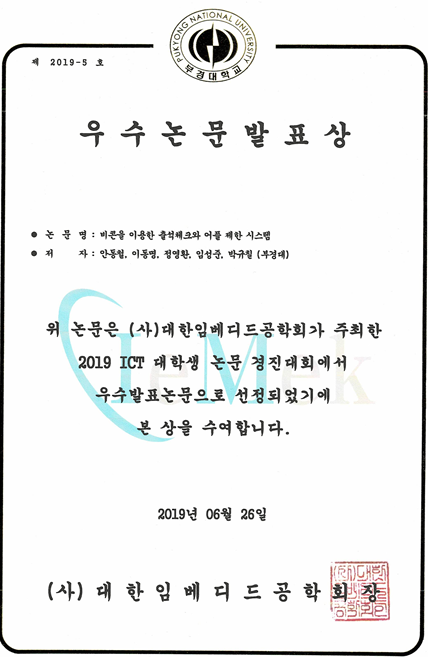 PUKYONG NATIONAL UNIVERSITY
부경대학교
제 2019-5 호
우수논문발표상
● 논 문 명 : 비콘을 이용한 출석체크와 어플 제한 시스템
● 저 자 : 안동철, 이동명, 정영환, 임성준, 박규철 (부경대)
위 논문은 (사)대한임베디드공학회가 주최한
2019 ICT 대학생 논문 경진대회에서
우수발표논문으로 선정되었기에
본 상을 수여합니다.
IeMek
2019년 06월 26일
(사) 대 한 임 베 디 드 공 학 회 장